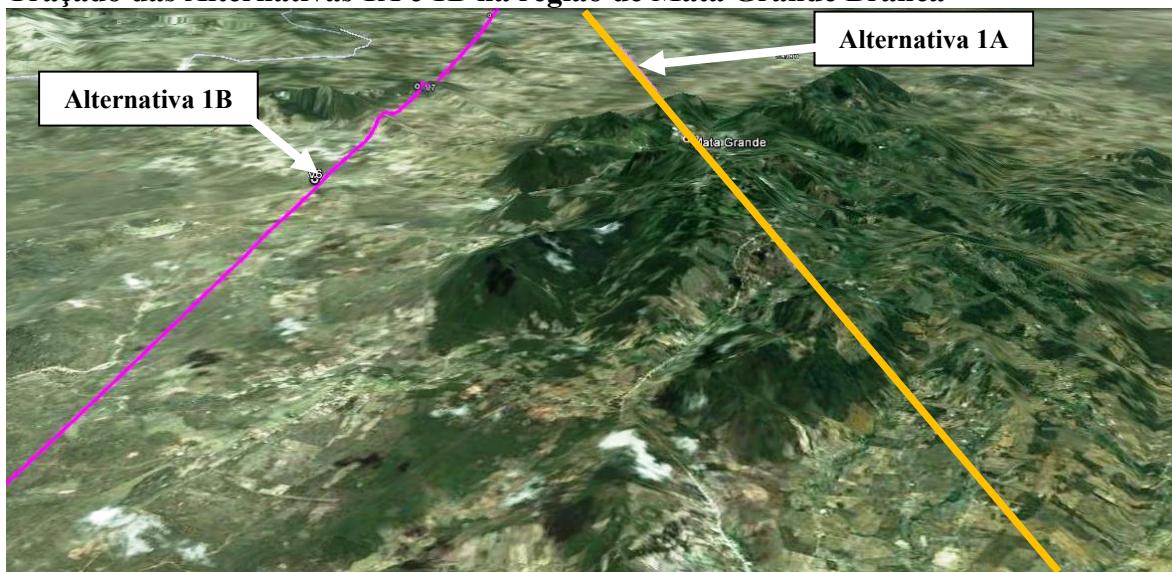 Traçado das Alternativas 1A e 1B na região de Mata Grande Branca
Alternativa 1A
Alternativa 1B
Mata Grande